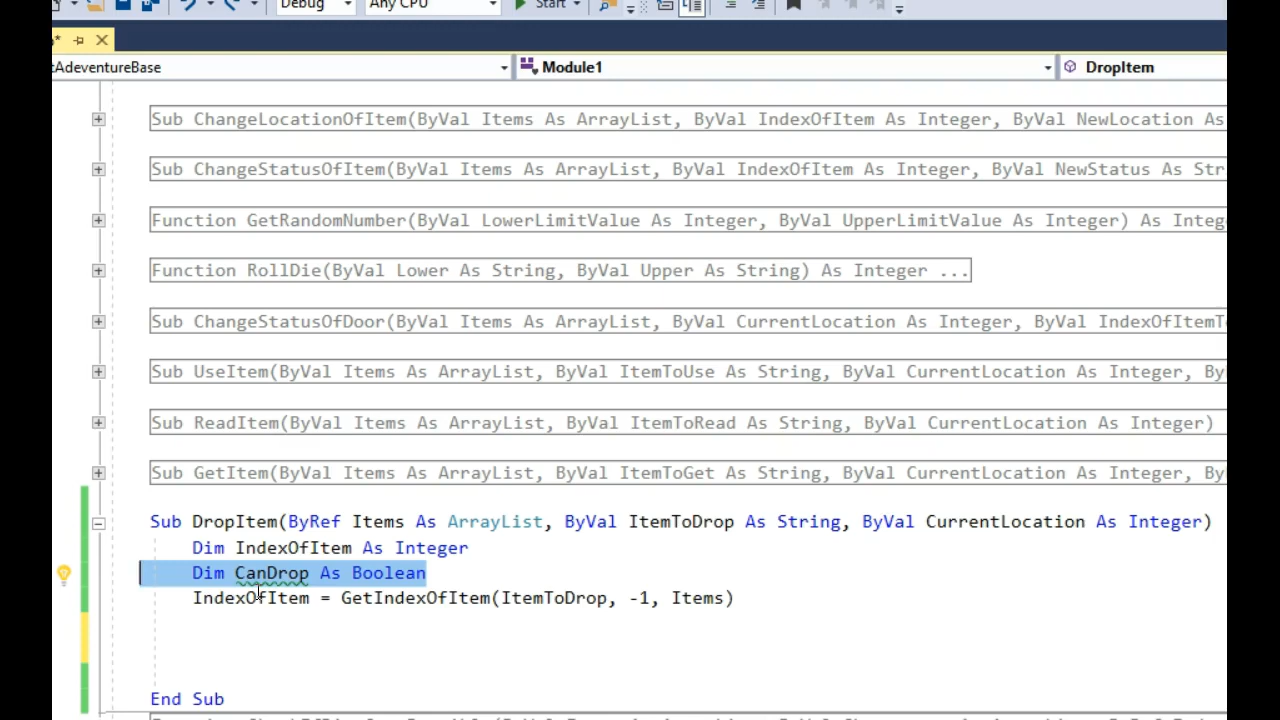 Debug Any CPU Start
AdeventureBase Module1 DropItem
Sub ChangeLocationOfItem(ByVal Items As ArrayList, ByVal IndexOfItem As Integer, ByVal NewLocation As
Sub ChangeStatusOfItem(ByVal Items As ArrayList, ByVal IndexOfItem As Integer, ByVal NewStatus As Str
Function GetRandomNumber(ByVal LowerLimitValue As Integer, ByVal UpperLimitValue As Integer) As Integ
Function RollDie(ByVal Lower As String, ByVal Upper As String) As Integer ...
Sub ChangeStatusOfDoor(ByVal Items As ArrayList, ByVal CurrentLocation As Integer, ByVal IndexOfItemT
Sub UseItem(ByVal Items As ArrayList, ByVal ItemToUse As String, ByVal CurrentLocation As Integer, By
Sub ReadItem(ByVal Items As ArrayList, ByVal ItemToRead As String, ByVal CurrentLocation As Integer)
Sub GetItem(ByVal Items As ArrayList, ByVal ItemToGet As String, ByVal CurrentLocation As Integer, By
Sub DropItem(ByRef Items As ArrayList, ByVal ItemToDrop As String, ByVal CurrentLocation As Integer)
Dim IndexOfItem As Integer
Dim CanDrop As Boolean
IndexOfItem = GetIndexOfItem(ItemToDrop, -1, Items)
End Sub